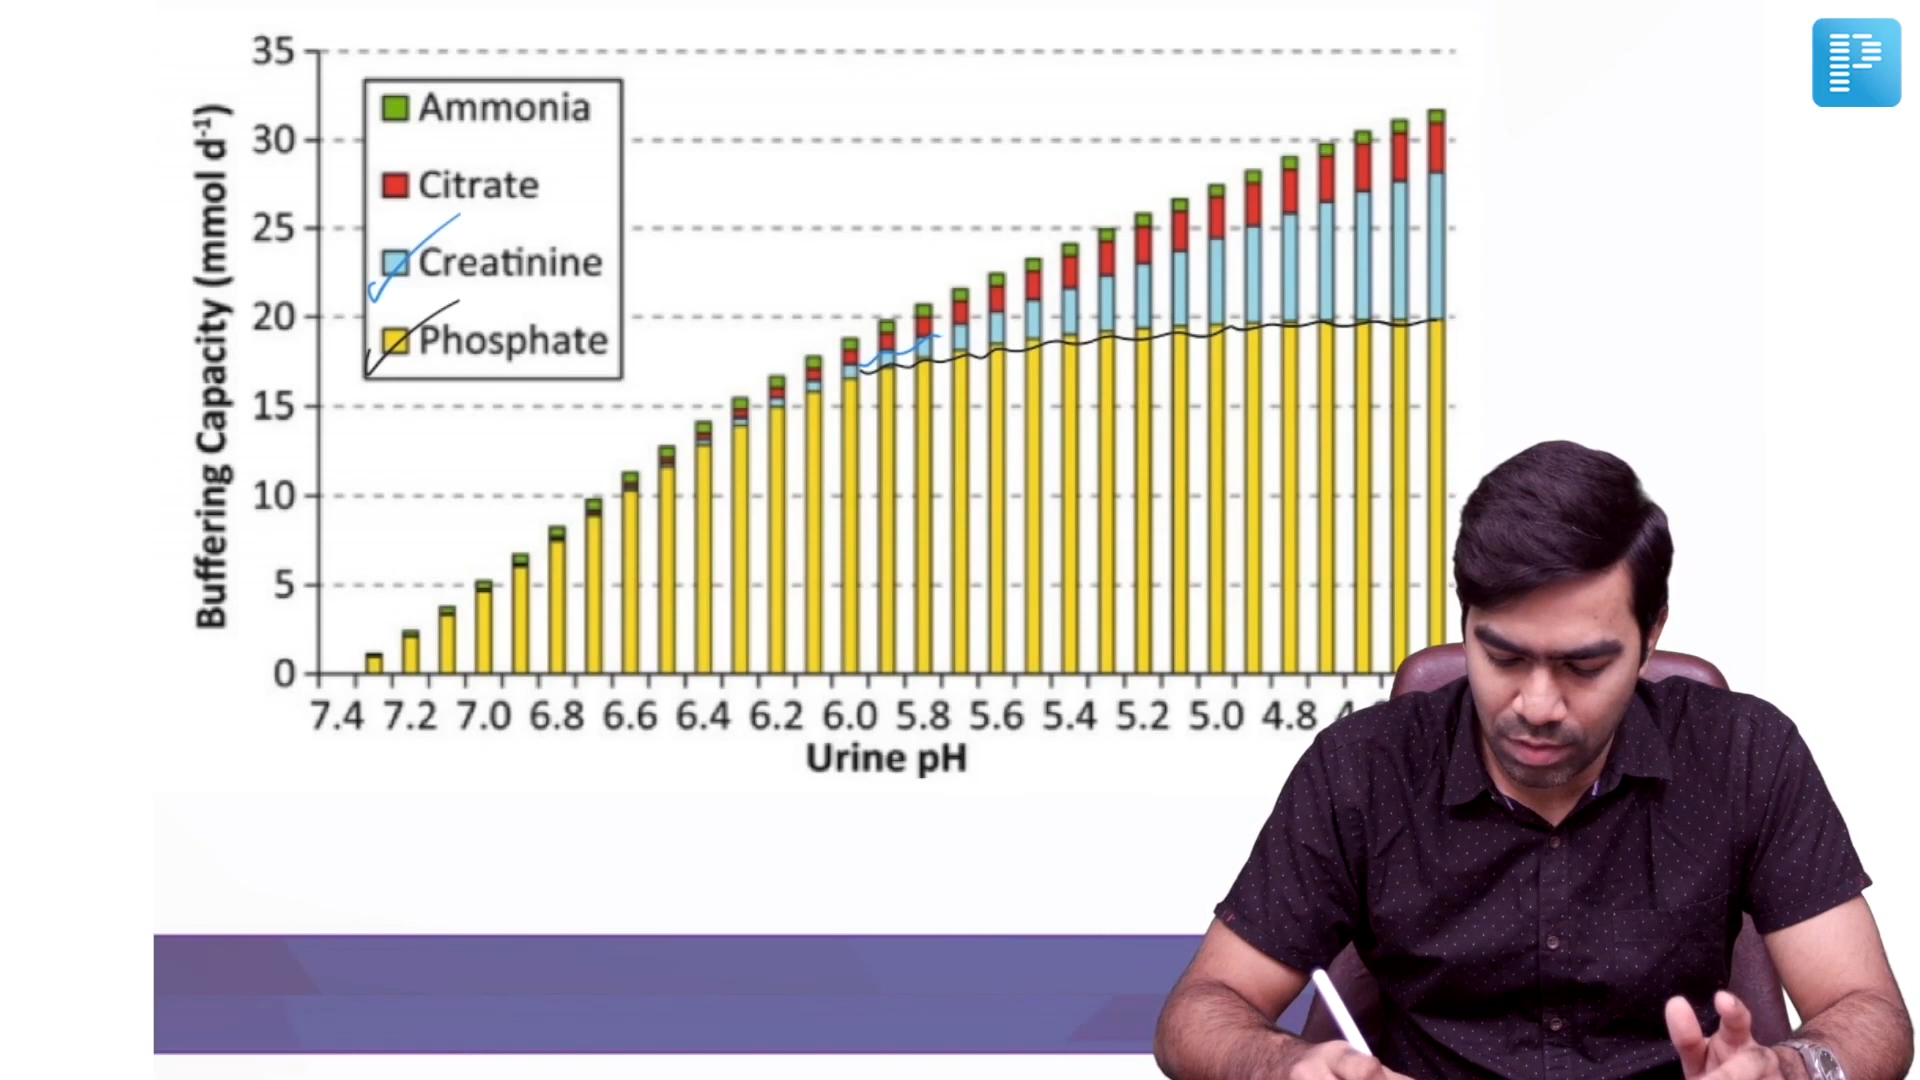 35
30
25
20
15
10
5
0
Buffering Capacity (mmol d⁻¹)
Ammonia
Citrate
Creatinine
Phosphate
7.4 7.2 7.0 6.8 6.6 6.4 6.2 6.0 5.8 5.6 5.4 5.2 5.0 4.8
Urine pH
P